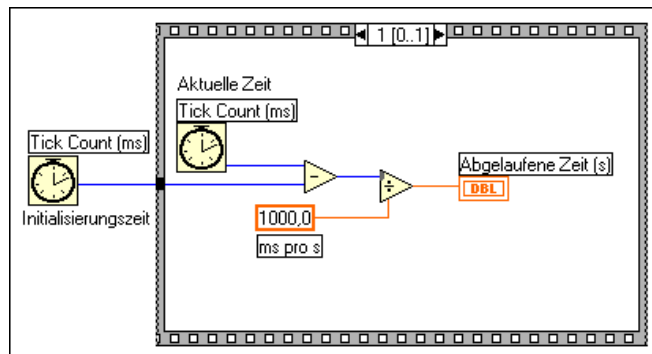 1 [0..1]
Aktuelle Zeit
Tick Count (ms)
Tick Count (ms)
Initialisierungszeit
Abgelaufene Zeit (s)
DBL
1000,0
ms pro s